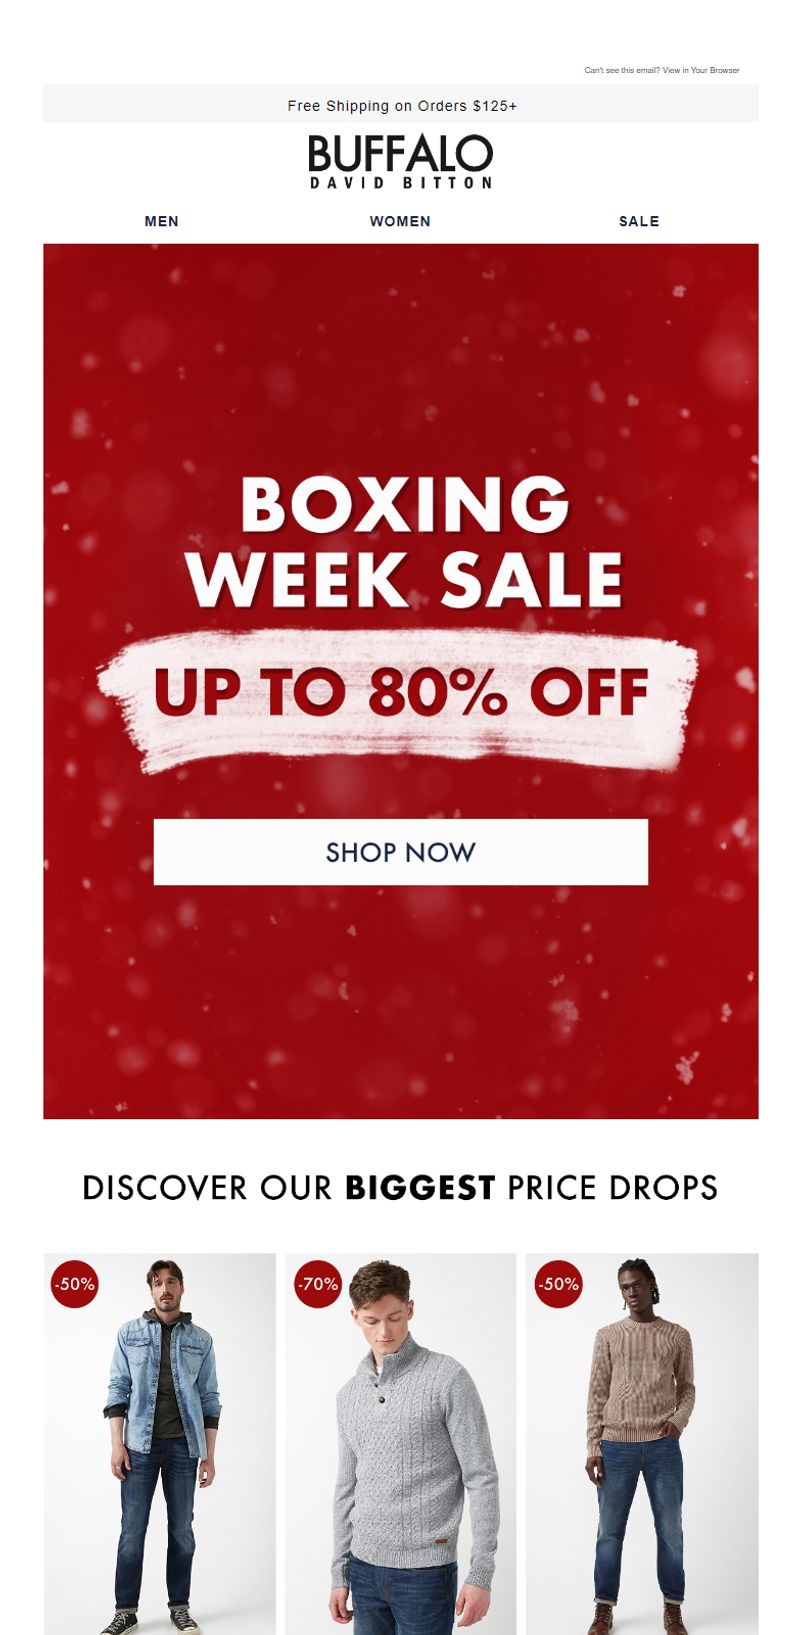 Can't see this email? View in Your Browser
Free Shipping on Orders $125+
BUFFALO
DAVID BITTON
MEN WOMEN SALE
BOXING
WEEK SALE
UP TO 80% OFF
SHOP NOW
DISCOVER OUR BIGGEST PRICE DROPS
-50% -70% -50%